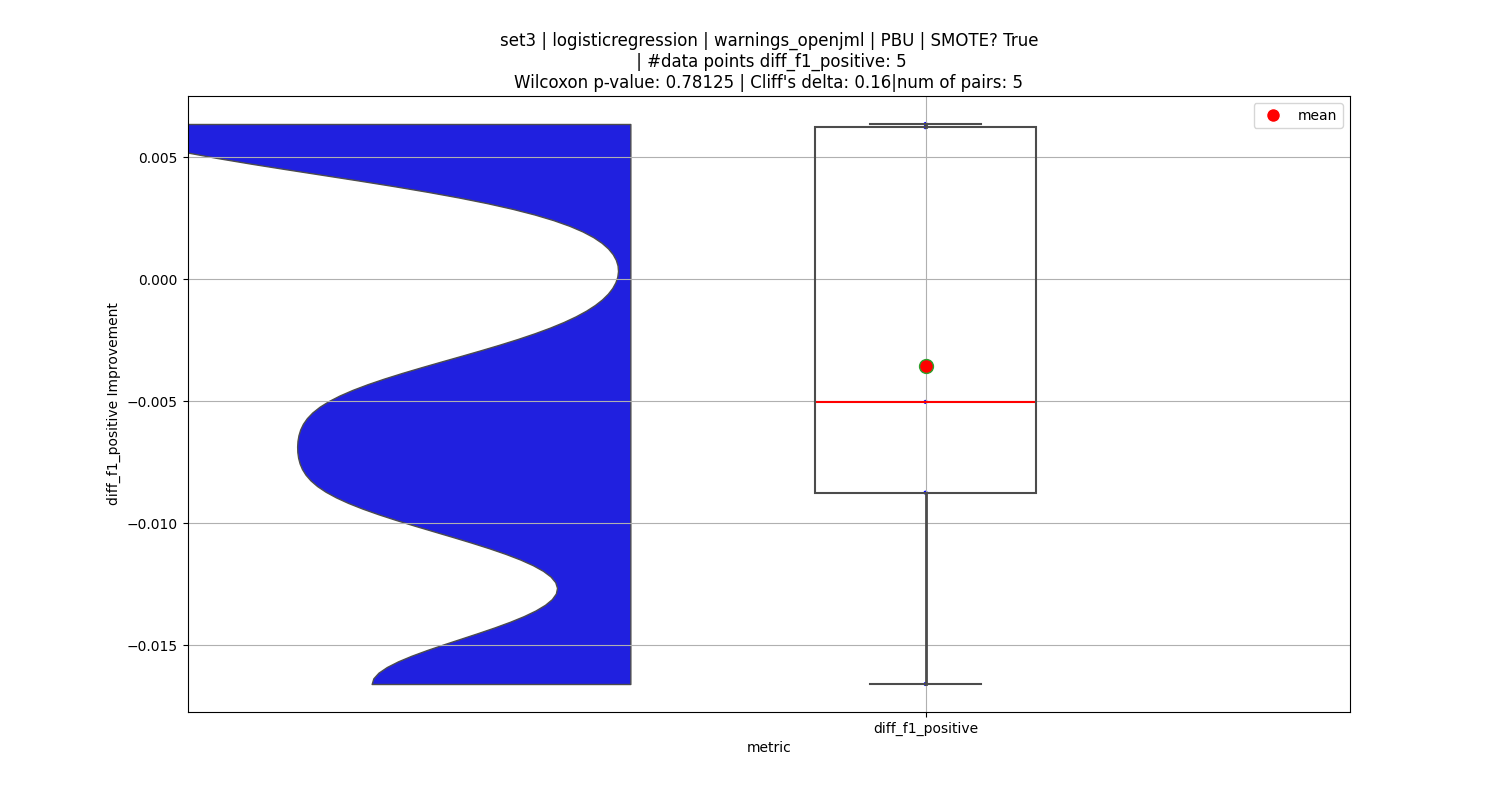 set3 | logisticregression | warnings_openjml | PBU | SMOTE? True
| #data points diff_f1_positive: 5
Wilcoxon p-value: 0.78125 | Cliff's delta: 0.16|num of pairs: 5
mean
0.005
0.000
−0.005
−0.010
−0.015
diff_f1_positive Improvement
diff_f1_positive
metric